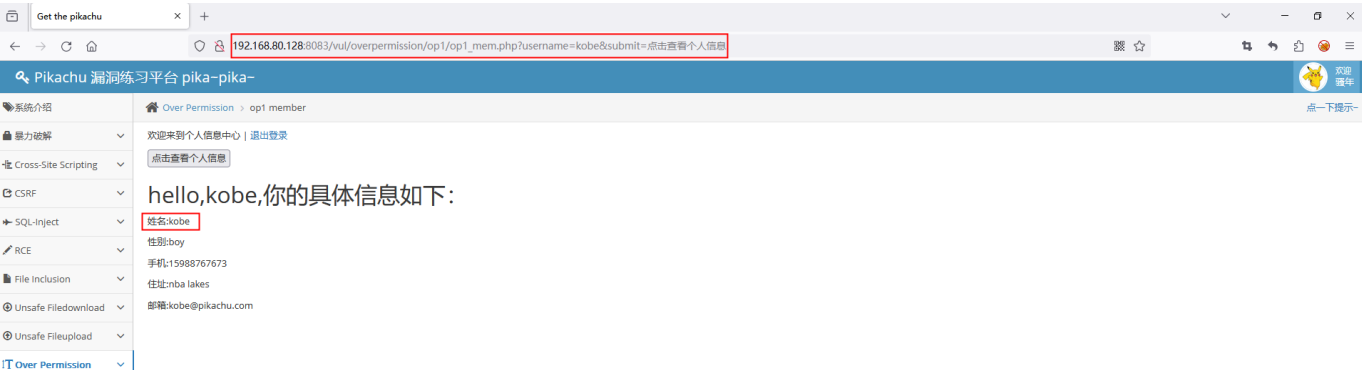 Get the pikachu
192.168.80.128:8083/vul/overpermission/op1/op1_mem.php?username=kobe&submit=点击查看个人信息
Pikachu 漏洞练习平台 pika~pika~
欢迎
骚年
系统介绍
Over Permission > op1 member
点一下提示~
暴力破解
欢迎来到个人信息中心 | 退出登录
点击查看个人信息
Cross-Site Scripting
CSRF
hello,kobe,你的具体信息如下：
SQL-Inject
姓名:kobe
性别:boy
RCE
手机:15988767673
File Inclusion
住址:nba lakes
Unsafe Filedownload
邮箱:kobe@pikachu.com
Unsafe Fileupload
Over Permission